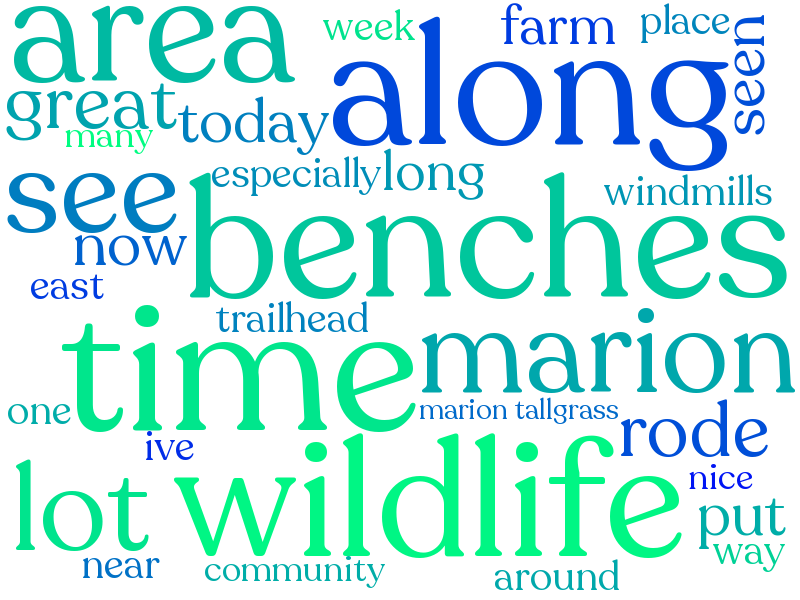 area
week
farm
place
seen
along
great
today
many
see
especially
long
windmills
benches
now
east
trailhead
time
marion
one
marion tallgrass
rode
ive
wildlife
lot
nice
put
way
near
community
around